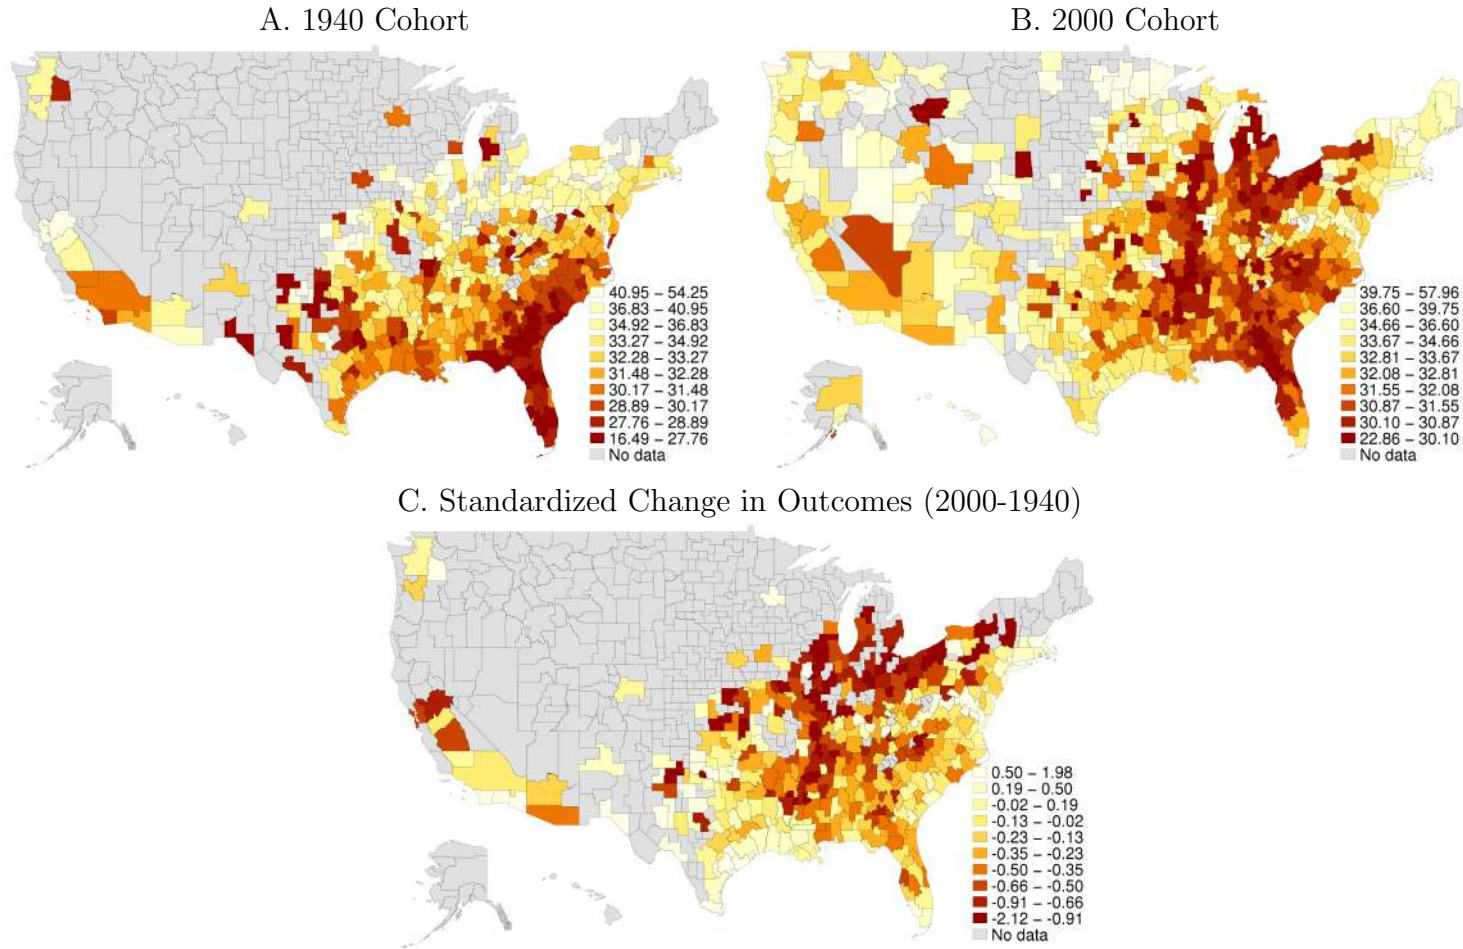 A. 1940 Cohort
40.95 – 54.25
36.83 – 40.95
34.92 – 36.83
33.27 – 34.92
32.28 – 33.27
31.48 – 32.28
30.17 – 31.48
28.89 – 30.17
27.76 – 28.89
16.49 – 27.76
No data
B. 2000 Cohort
39.75 – 57.96
36.60 – 39.75
34.66 – 36.60
33.67 – 34.66
32.81 – 33.67
32.08 – 32.81
31.55 – 32.08
30.87 – 31.55
30.10 – 30.87
22.86 – 30.10
No data
C. Standardized Change in Outcomes (2000-1940)
0.50 – 1.98
0.19 – 0.50
-0.02 – 0.19
-0.13 – -0.02
-0.23 – -0.13
-0.35 – -0.23
-0.50 – -0.35
-0.66 – -0.50
-0.91 – -0.66
-2.12 – -0.91
No data